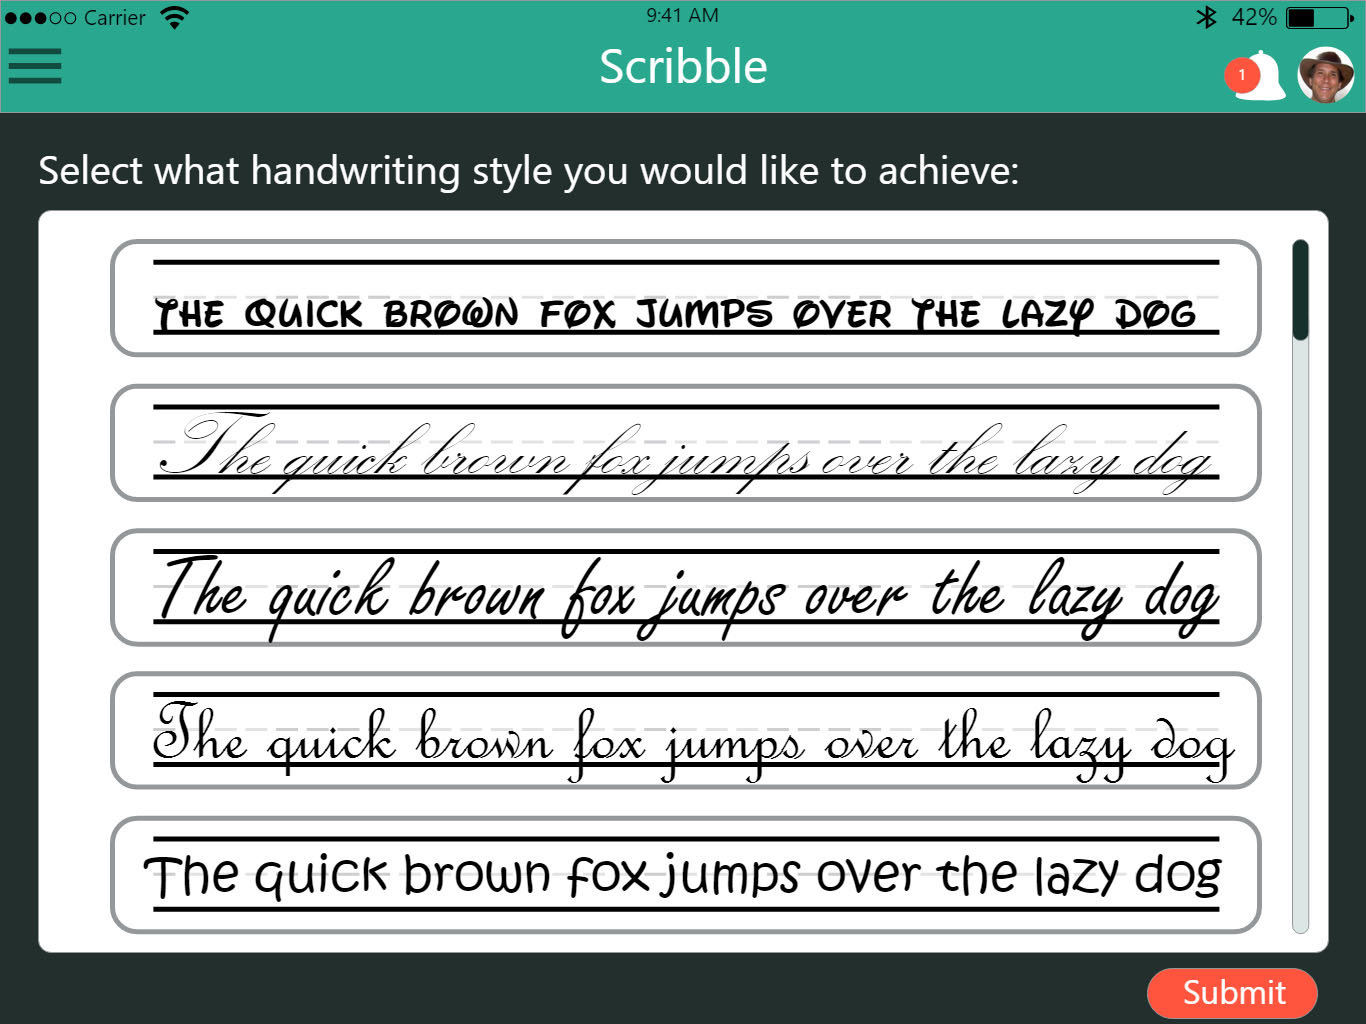 Carrier 9:41 AM 42%
Scribble
1
Select what handwriting style you would like to achieve:
THE QUICK BROWN FOX JUMPS OVER THE LAZY DOG
The quick brown fox jumps over the lazy dog
The quick brown fox jumps over the lazy dog
The quick brown fox jumps over the lazy dog
The quick brown fox jumps over the lazy dog
Submit